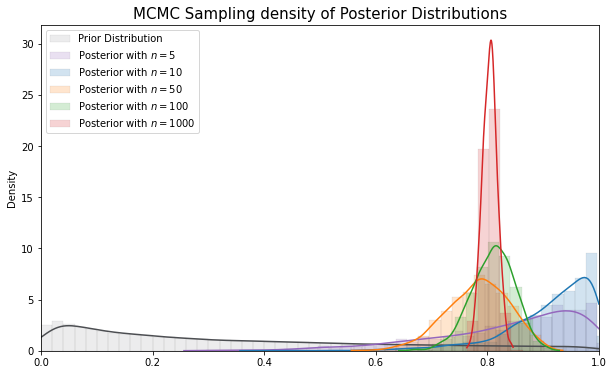 MCMC Sampling density of Posterior Distributions
Density
30
25
20
15
10
5
0
Prior Distribution
Posterior with n = 5
Posterior with n = 10
Posterior with n = 50
Posterior with n = 100
Posterior with n = 1000
0.0 0.2 0.4 0.6 0.8 1.0